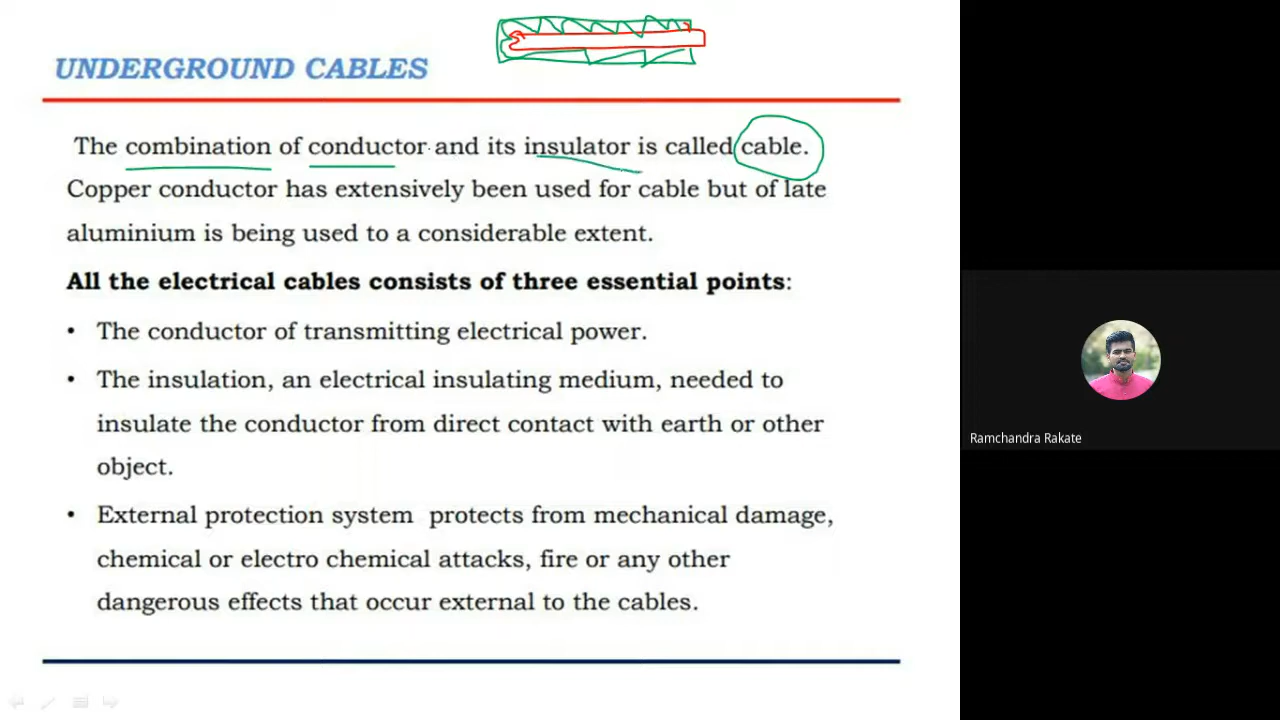 UNDERGROUND CABLES
The combination of conductor and its insulator is called cable.
Copper conductor has extensively been used for cable but of late
aluminium is being used to a considerable extent.
All the electrical cables consists of three essential points:
• The conductor of transmitting electrical power.
• The insulation, an electrical insulating medium, needed to
insulate the conductor from direct contact with earth or other
object.
• External protection system protects from mechanical damage,
chemical or electro chemical attacks, fire or any other
dangerous effects that occur external to the cables.
Ramchandra Rakate